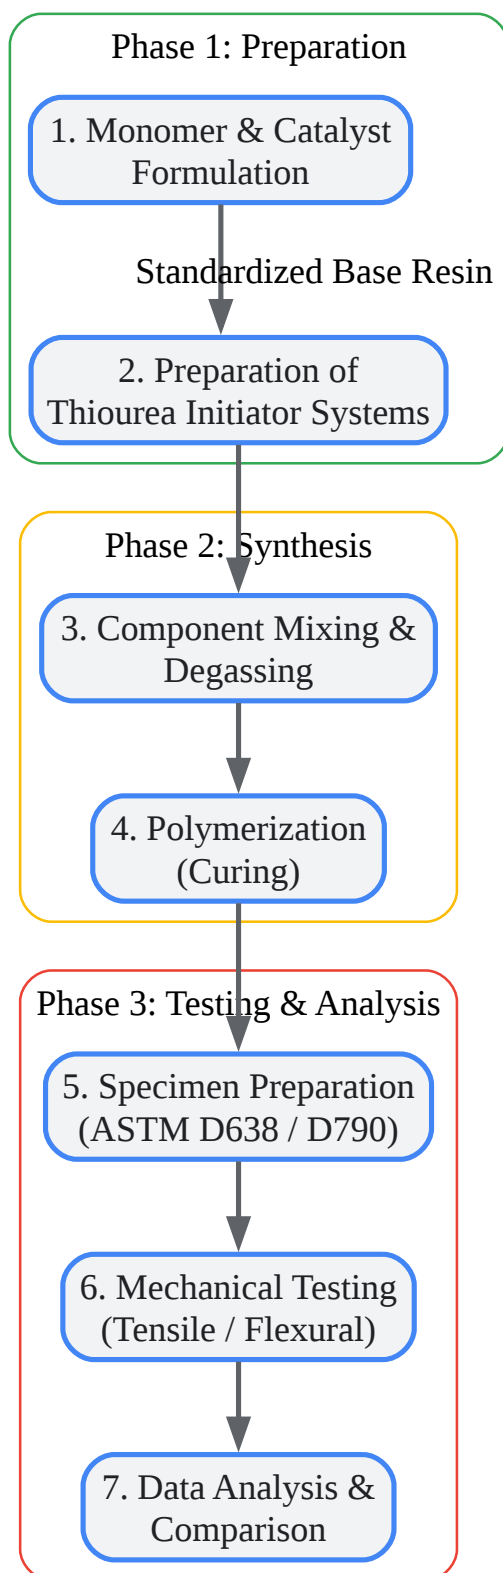 Phase 1: Preparation
1. Monomer & Catalyst
Formulation
Standardized Base Resin
2. Preparation of
Thiourea Initiator Systems
Phase 2: Synthesis
3. Component Mixing &
Degassing
4. Polymerization
(Curing)
Phase 3: Testing & Analysis
5. Specimen Preparation
(ASTM D638 / D790)
6. Mechanical Testing
(Tensile / Flexural)
7. Data Analysis &
Comparison